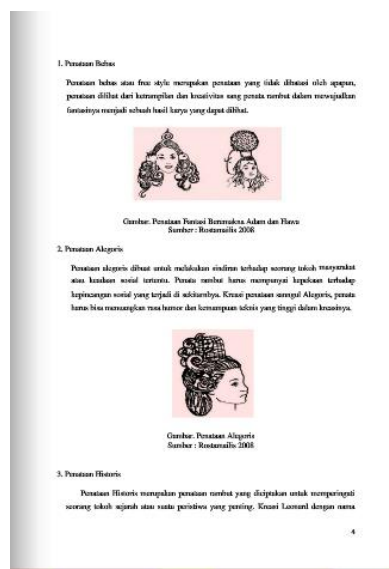 1. Penataan Bebas
Penataan bebas atau free style merupakan penataan yang tidak dibatasi oleh apapun,
penataan dilihat dari ketrampilan dan kreativitas sang penata rambut dalam mewujudkan
fantasinya menjadi sebuah hasil karya yang dapat dilihat.
Gambar. Penataan Fantasi Bermakna Adam dan Hawa
Sumber : Rostamailis 2008
2. Penataan Alegoris
Penataan alegoris dibuat untuk melakukan sindiran terhadap seorang tokoh masyarakat
atau keadaan sosial tertentu. Penata rambut harus mempunyai kepekaan terhadap
kepincangan sosial yang terjadi di sekitarnya. Kreasi penataan sanggul Alegoris, penata
harus bisa menuangkan rasa humor dan kemampuan teknis yang tinggi dalam kreasinya.
Gambar. Penataan Alegoris
Sumber : Rostamailis 2008
3. Penataan Historis
Penataan Historis merupakan penataan rambut yang diciptakan untuk memperingati
seorang tokoh sejarah atau suatu peristiwa yang penting. Kreasi Leonard dengan nama
4